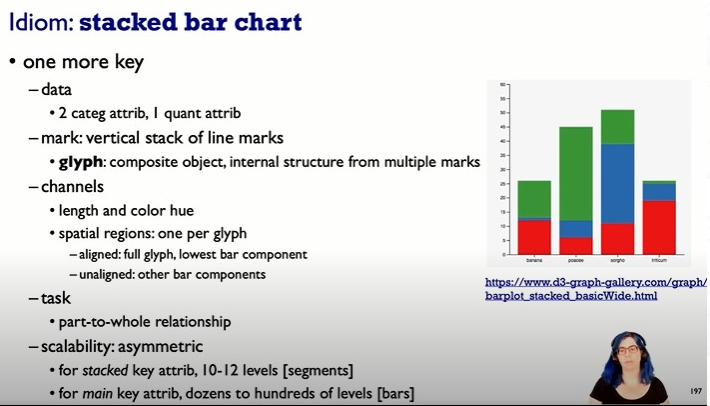 Idiom: stacked bar chart
• one more key
– data
• 2 categ attrib, 1 quant attrib
– mark: vertical stack of line marks
• glyph: composite object, internal structure from multiple marks
– channels
• length and color hue
• spatial regions: one per glyph
– aligned: full glyph, lowest bar component
– unaligned: other bar components
– task
• part-to-whole relationship
– scalability: asymmetric
• for stacked key attrib, 10-12 levels [segments]
• for main key attrib, dozens to hundreds of levels [bars]
60
55
50
45
40
35
30
25
20
15
10
5
0
banana poacee sorgho triticum
https://www.d3-graph-gallery.com/graph/
barplot_stacked_basicWide.html
197